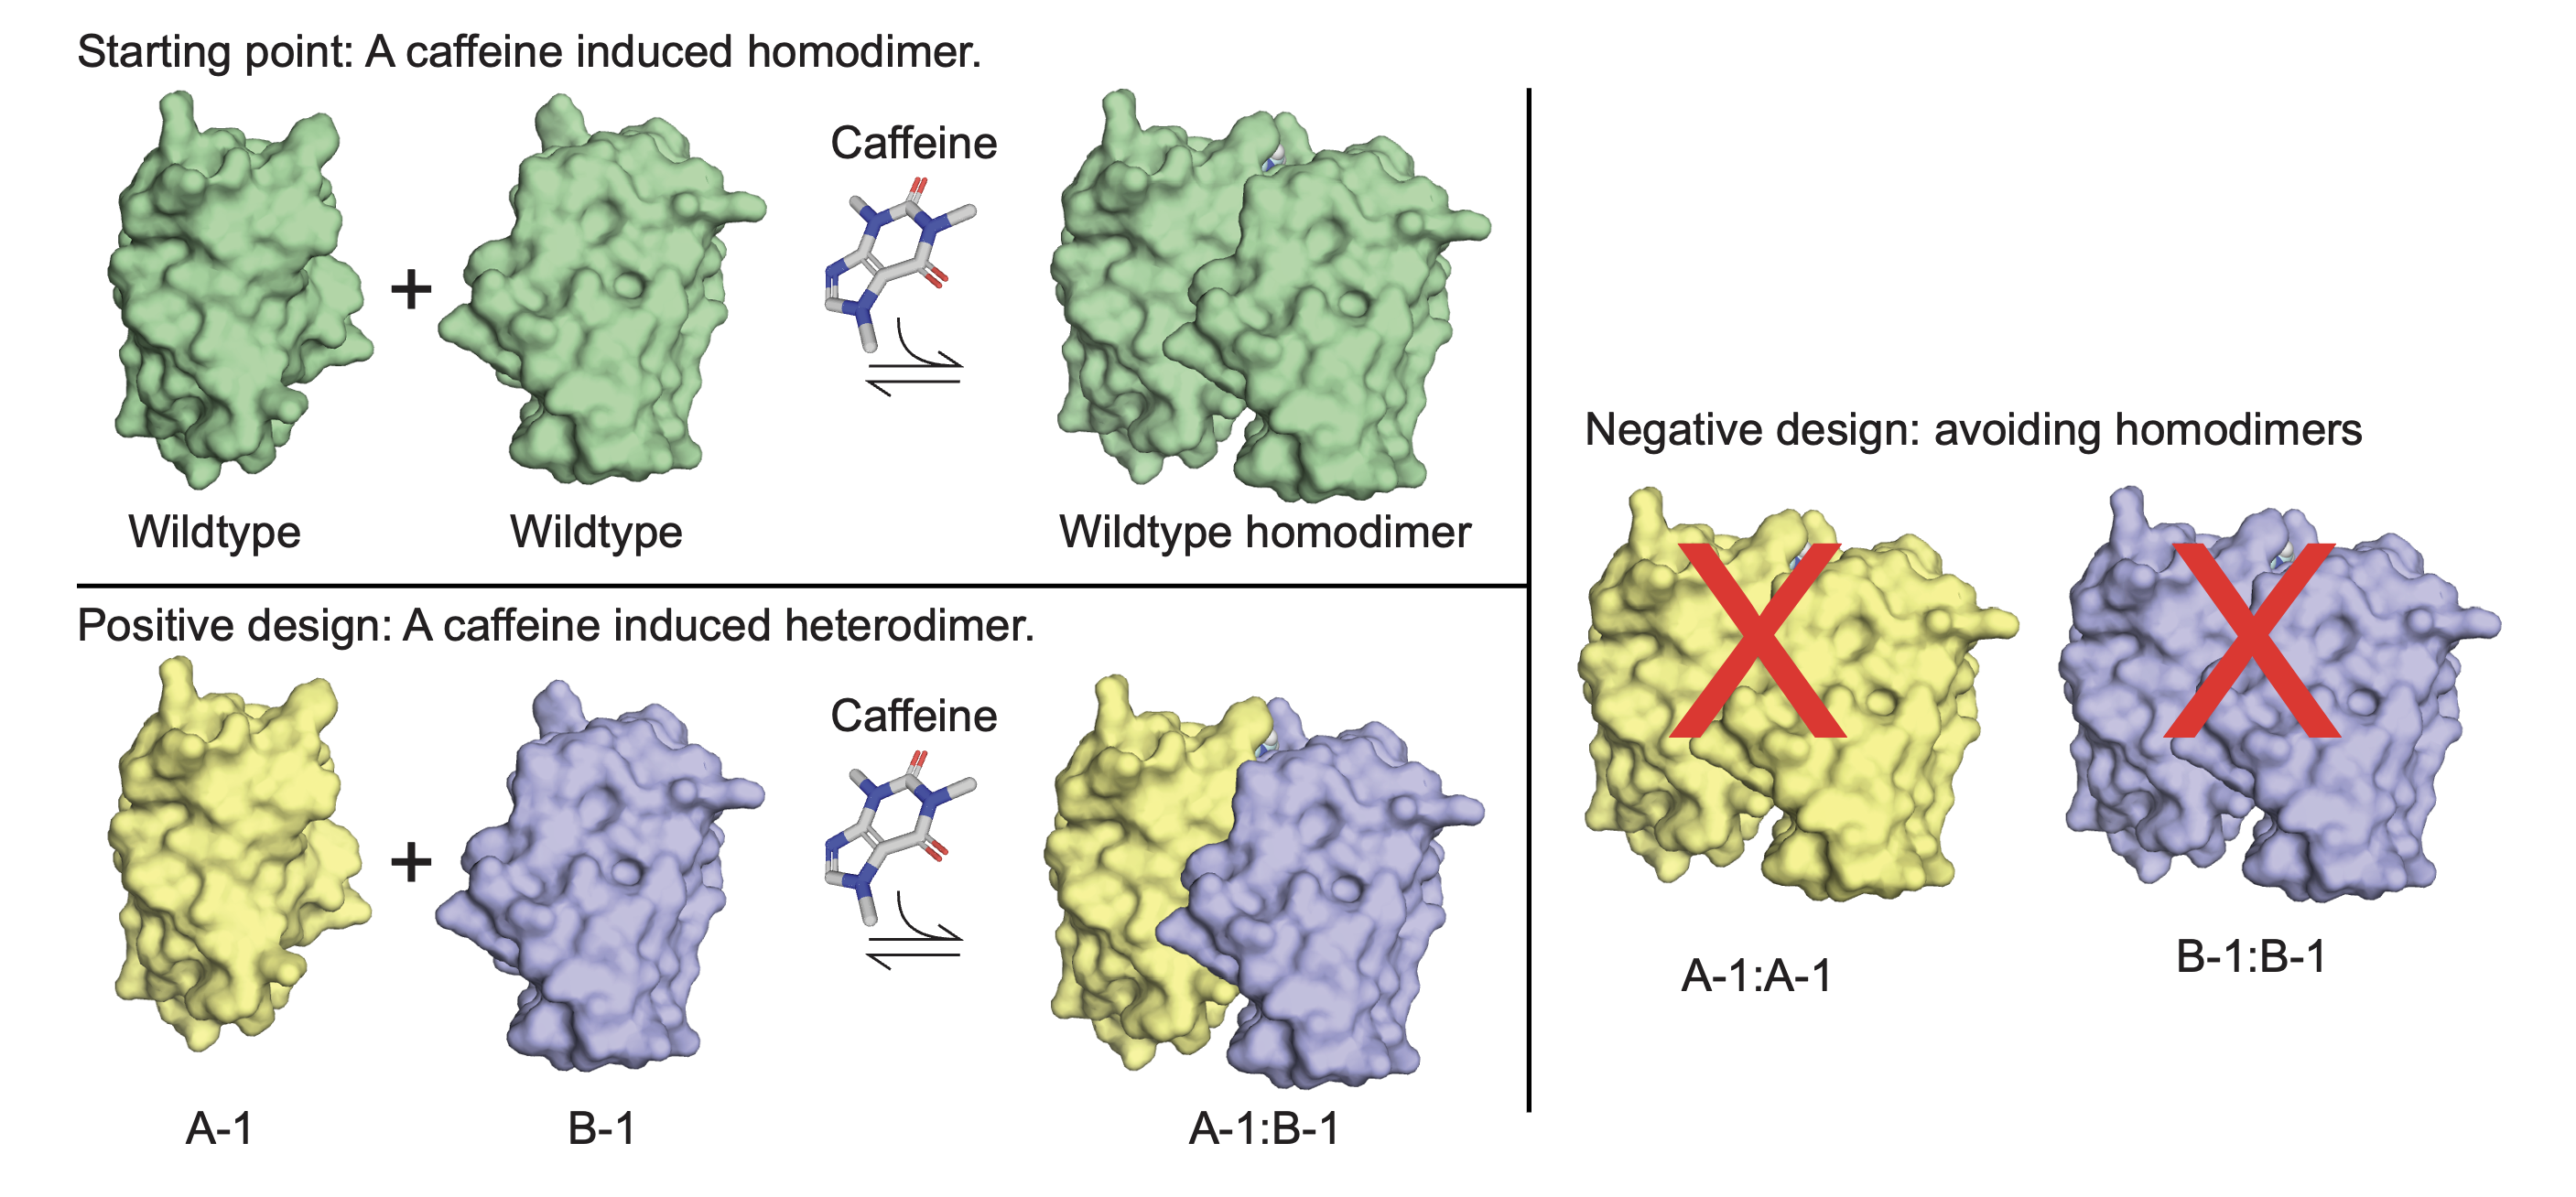 Starting point: A caffeine induced homodimer.
Caffeine
+
Wildtype
Wildtype
Wildtype homodimer
Positive design: A caffeine induced heterodimer.
Caffeine
+
A-1
B-1
A-1:B-1
Negative design: avoiding homodimers
X
X
A-1:A-1
B-1:B-1